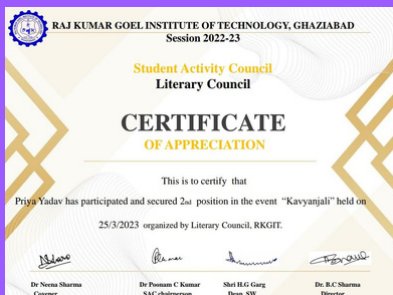 RAJ KUMAR GOEL INSTITUTE OF TECHNOLOGY, GHAZIABAD
Session 2022-23
Student Activity Council
Literary Council
CERTIFICATE
OF APPRECIATION
This is to certify that
Priya Yadav has participated and secured 2nd position in the event “Kavyanjali” held on
25/3/2023 organized by Literary Council, RKGIT.
Dr Neena Sharma Dr Poonam C Kumar Shri H.G Garg Dr. B.C Sharma
Covener SAC chairperson Dean, SW Director